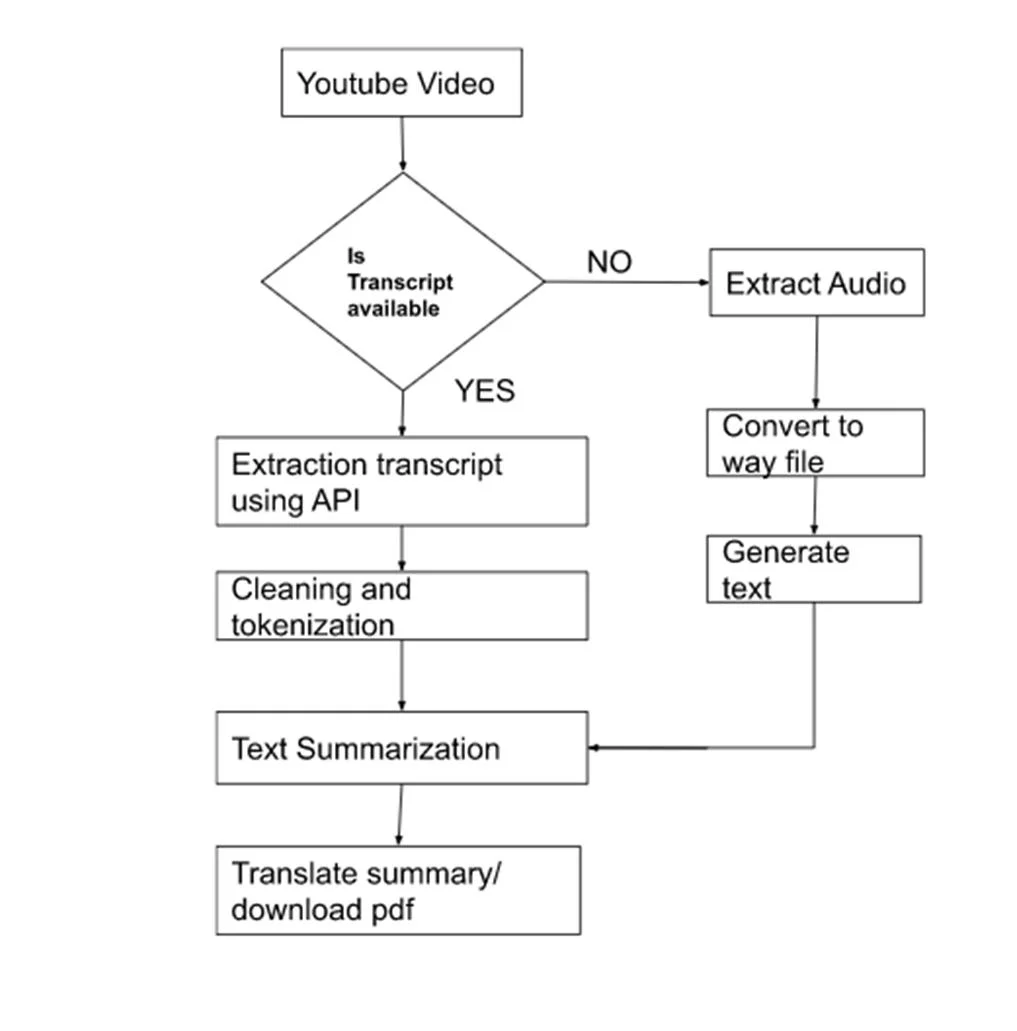 Youtube Video
Is
Transcript
available
NO
Extract Audio
YES
Convert to
way file
Extraction transcript
using API
Generate
text
Cleaning and
tokenization
Text Summarization
Translate summary/
download pdf